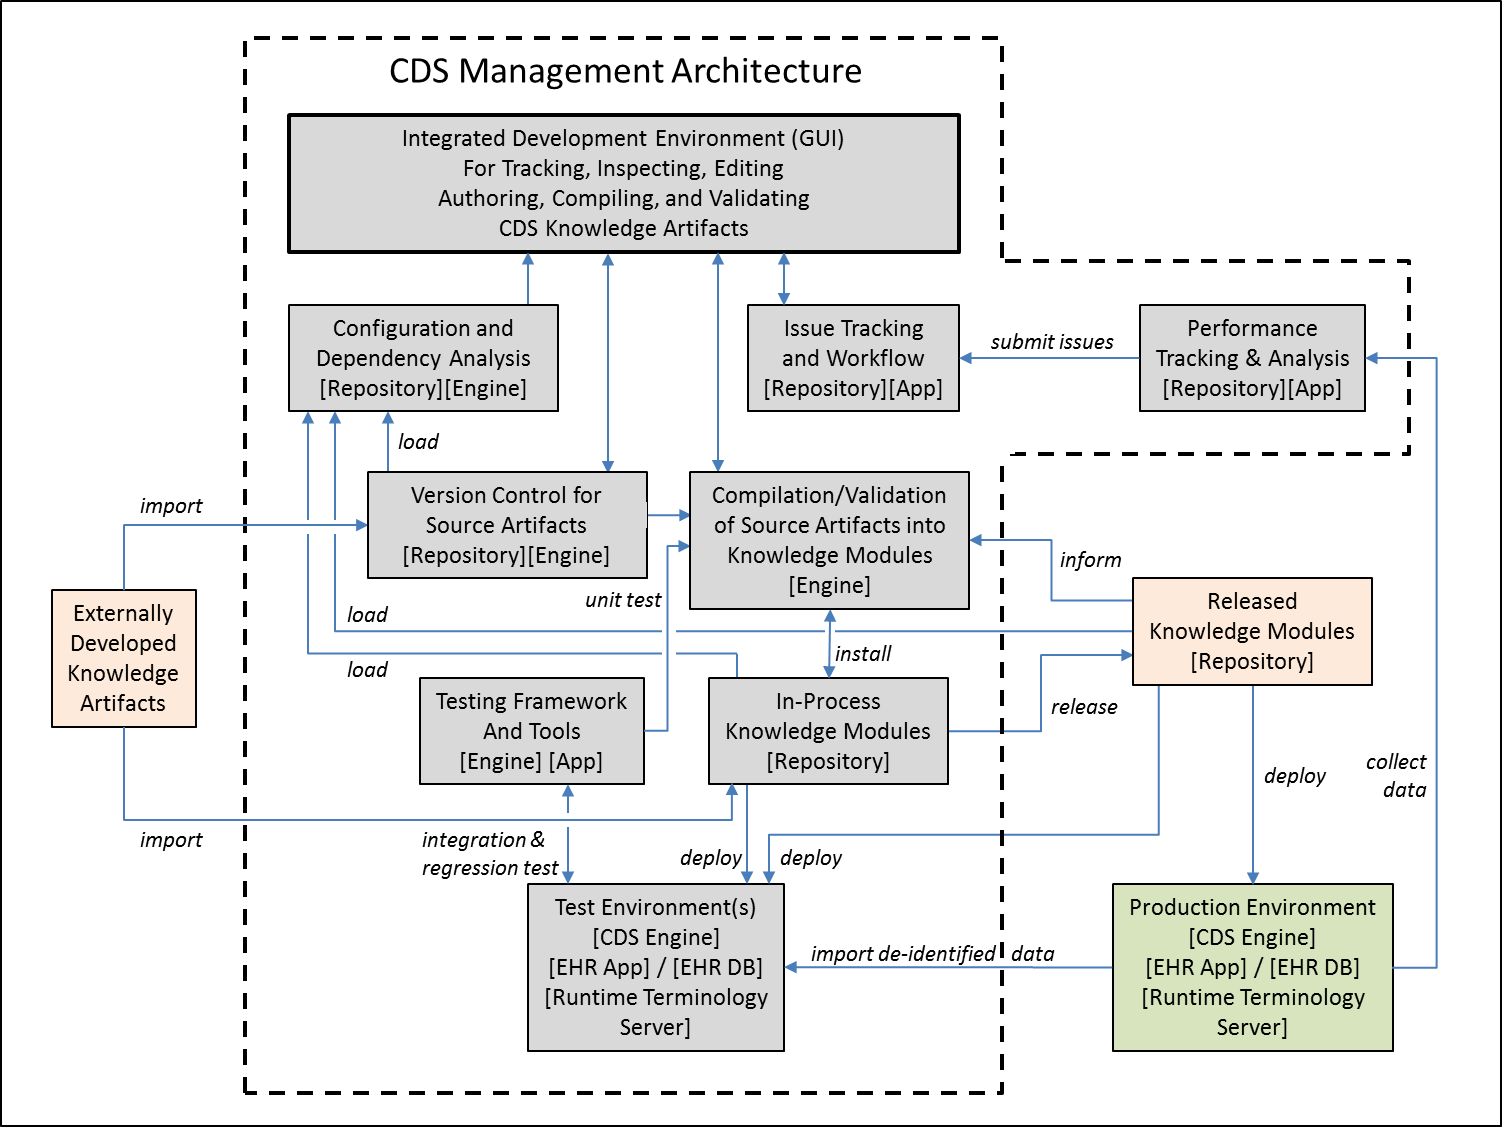 CDS Management Architecture
Integrated Development Environment (GUI)
For Tracking, Inspecting, Editing
Authoring, Compiling, and Validating
CDS Knowledge Artifacts
Configuration and
Dependency Analysis
[Repository][Engine]
Issue Tracking
and Workflow
[Repository][App]
submit issues
Performance
Tracking & Analysis
[Repository][App]
load
import
Version Control for
Source Artifacts
[Repository][Engine]
Compilation/Validation
of Source Artifacts into
Knowledge Modules
[Engine]
inform
unit test
Externally
Developed
Knowledge
Artifacts
load
load
install
Released
Knowledge Modules
[Repository]
Testing Framework
And Tools
[Engine] [App]
In-Process
Knowledge Modules
[Repository]
release
deploy
collect
data
import
integration &
regression test
deploy
deploy
Test Environment(s)
[CDS Engine]
[EHR App] / [EHR DB]
[Runtime Terminology
Server]
import de-identified data
Production Environment
[CDS Engine]
[EHR App] / [EHR DB]
[Runtime Terminology
Server]